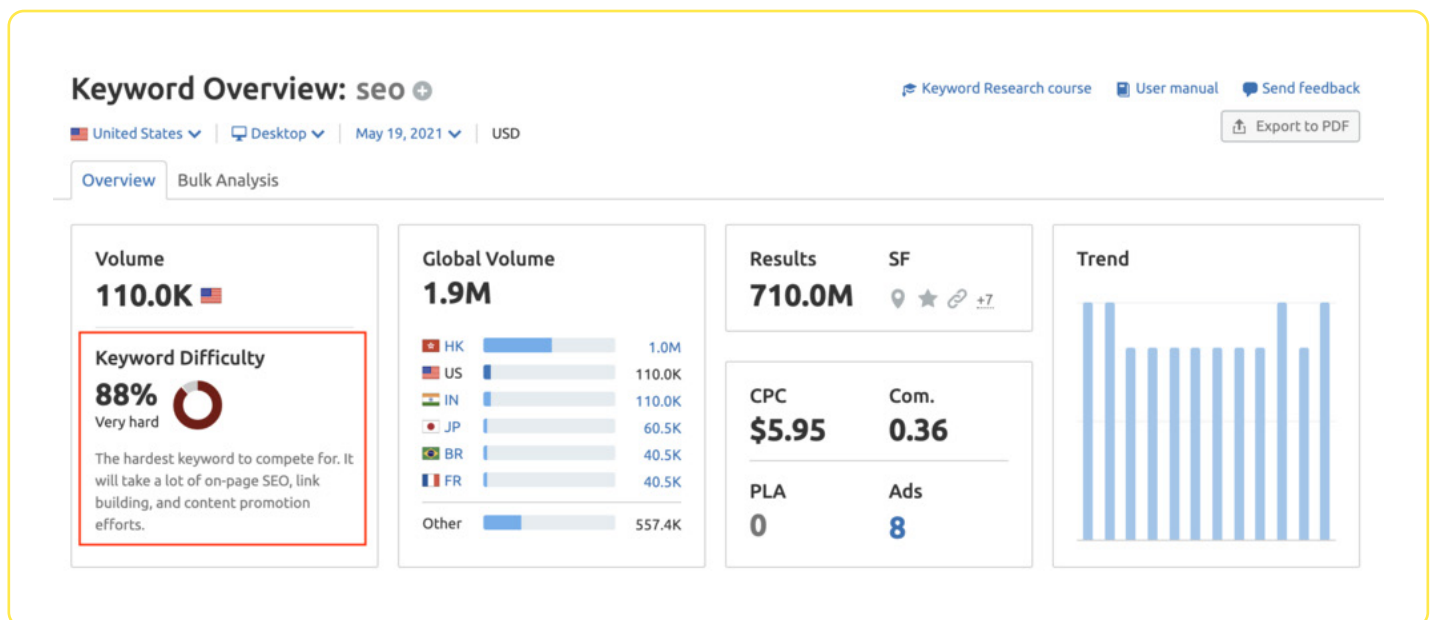 Keyword Overview: seo
Keyword Research course
User manual
Send feedback
United States
Desktop
May 19, 2021
USD
Export to PDF
Overview
Bulk Analysis
Volume
110.0K
Keyword Difficulty
88%
Very hard
The hardest keyword to compete for. It
will take a lot of on-page SEO, link
building, and content promotion
efforts.
Global Volume
1.9M
HK 1.0M
US 110.0K
IN 110.0K
JP 60.5K
BR 40.5K
FR 40.5K
Other 557.4K
Results
710.0M
SF
+7
CPC
$5.95
Com.
0.36
PLA
0
Ads
8
Trend